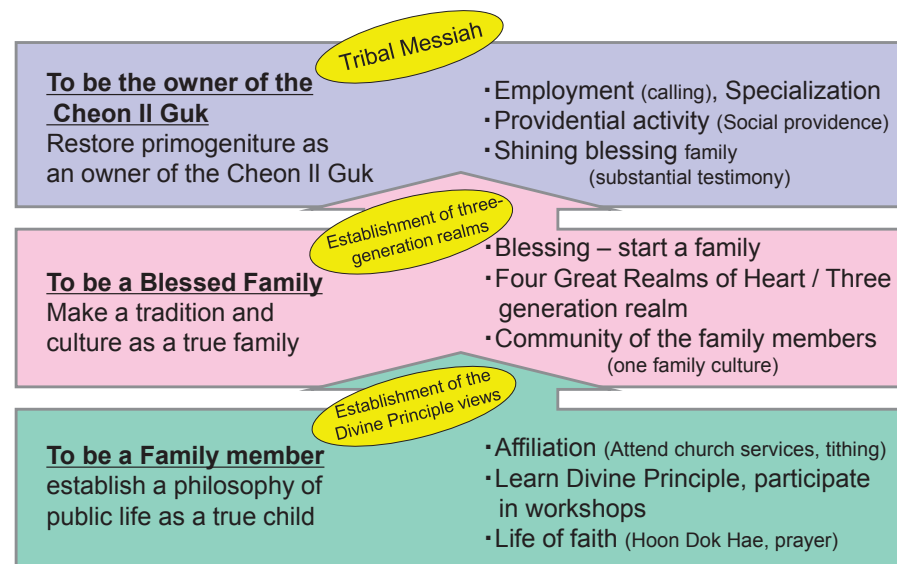 Tribal Messiah
To be the owner of the
Cheon Il Guk
Restore primogeniture as
an owner of the Cheon Il Guk
・Employment (calling), Specialization
・Providential activity (Social providence)
・Shining blessing family
(substantial testimony)
Establishment of three-
generation realms
To be a Blessed Family
Make a tradition and
culture as a true family
・Blessing – start a family
・Four Great Realms of Heart / Three
generation realm
・Community of the family members
(one family culture)
Establishment of the
Divine Principle views
To be a Family member
establish a philosophy of
public life as a true child
・Affiliation (Attend church services, tithing)
・Learn Divine Principle, participate
in workshops
・Life of faith (Hoon Dok Hae, prayer)